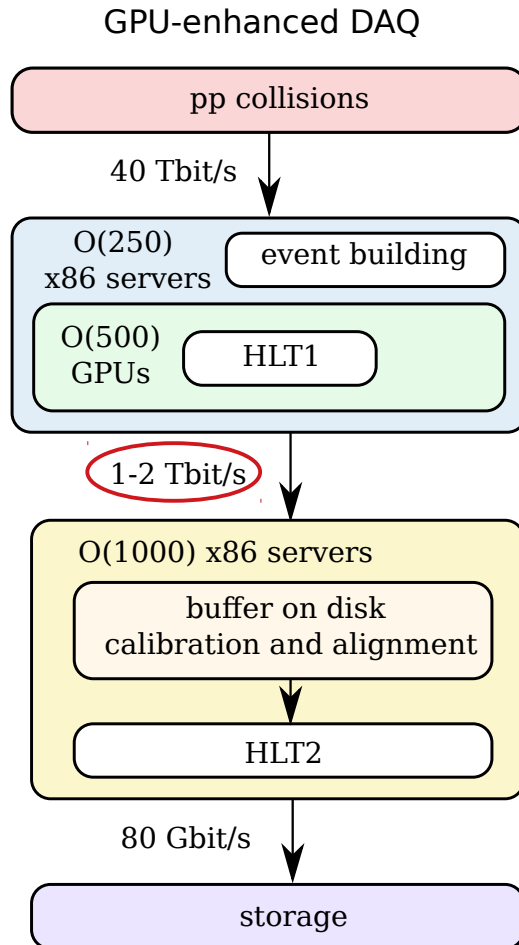 GPU-enhanced DAQ
pp collisions
40 Tbit/s
O(250)
x86 servers
event building
O(500)
GPUs
HLT1
1-2 Tbit/s
O(1000) x86 servers
buffer on disk
calibration and alignment
HLT2
80 Gbit/s
storage